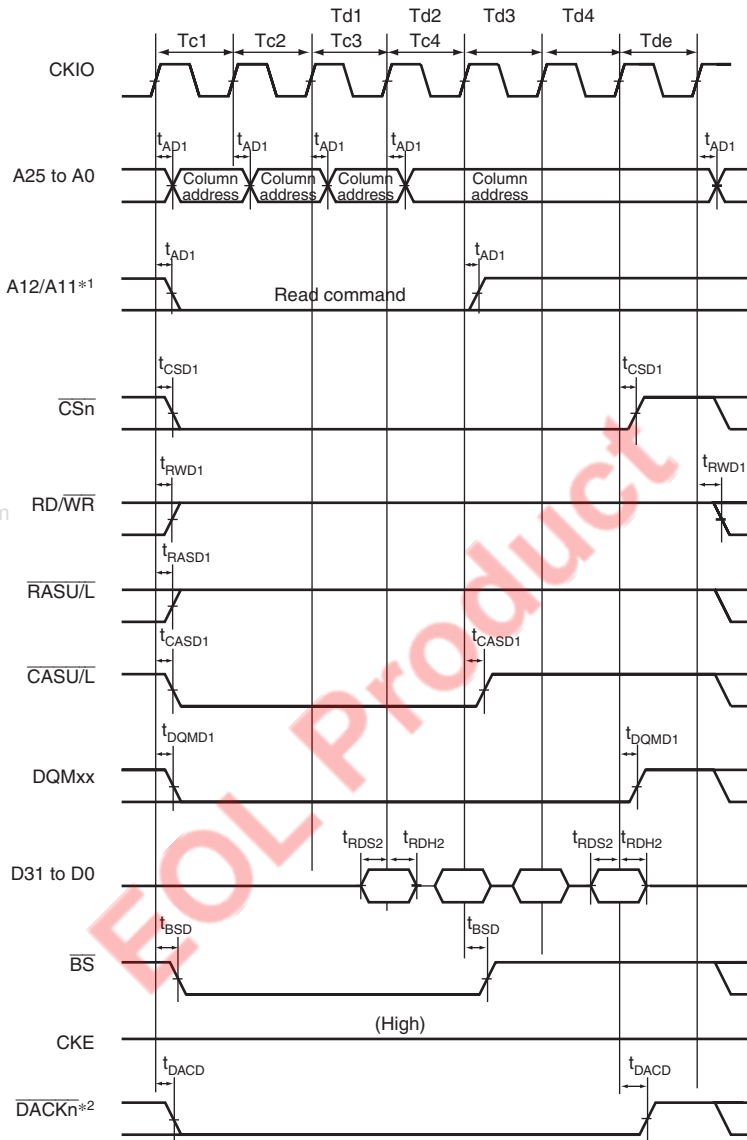 Td1 Td2 Td3 Td4
Tc1 Tc2 Tc3 Tc4 Tde
CKIO
tAD1 tAD1 tAD1 tAD1 tAD1
A25 to A0
Column address
Column address
Column address
Column address
tAD1 tAD1
A12/A11*1
Read command
tCSD1 tCSD1
CSn
tRWD1 tRWD1
RD/WR
tRASD1
RASU/L
tCASD1 tCASD1
CASU/L
tDQMD1 tDQMD1
DQMxx
tRDS2 tRDH2 tRDS2 tRDH2
D31 to D0
tBSD tBSD
BS
(High)
CKE
tDACD tDACD
DACKn*2
EOL Product